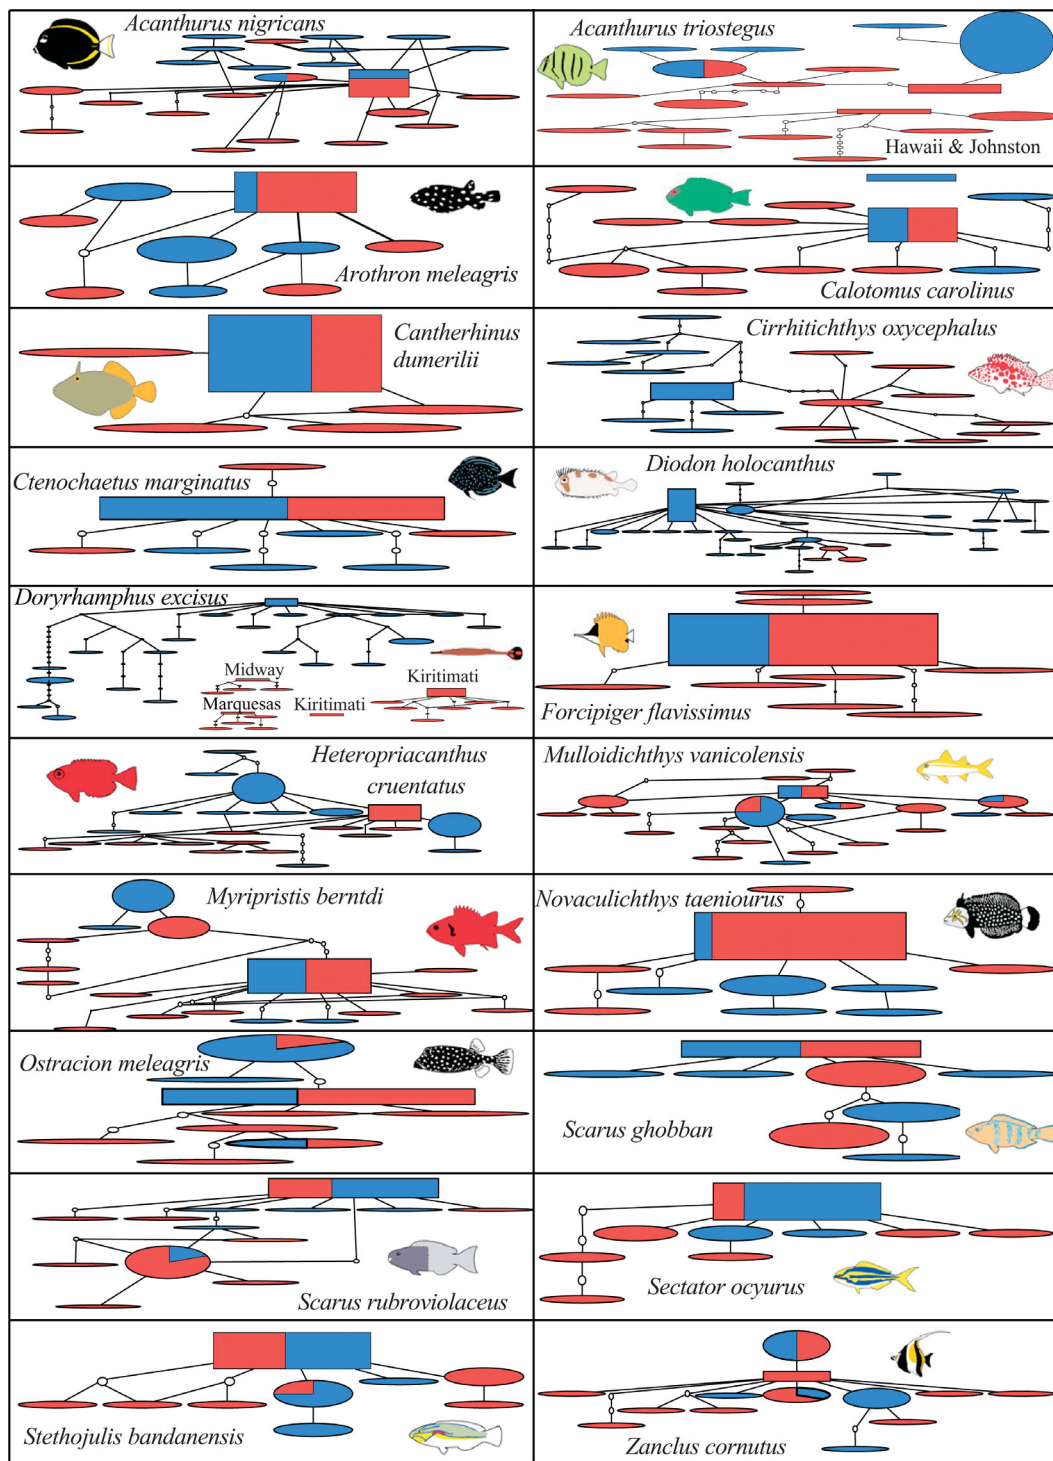 Acanthurus nigricans
Acanthurus triostegus
Hawaii & Johnston
Arothron meleagris
Calotomus carolinus
Cantherhinus
dumerilii
Cirrhitichthys oxycephalus
Ctenochaetus marginatus
Diodon holocanthus
Doryrhamphus excisus
Midway
Kiritimati
Marquesas
Kiritimati
Forcipiger flavissimus
Heteropriacanthus
cruentatus
Mulloidichthys vanicolensis
Myripristis berntdi
Novaculichthys taeniourus
Ostracion meleagris
Scarus ghobban
Scarus rubroviolaceus
Sectator ocyurus
Stethojulis bandanensis
Zanclus cornutus